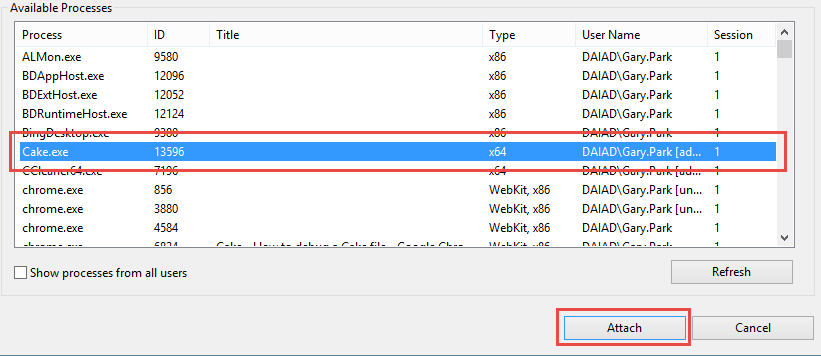 Available Processes
Process ID Title Type User Name Session
ALMon.exe 9580 x86 DAIAD\Gary.Park 1
BDAppHost.exe 12096 x86 DAIAD\Gary.Park 1
BDExtHost.exe 12052 x86 DAIAD\Gary.Park 1
BDRuntimeHost.exe 12124 x86 DAIAD\Gary.Park 1
BingDesktop.exe 9380 x86 DAIAD\Gary.Park 1
Cake.exe 13596 x64 DAIAD\Gary.Park [ad... 1
CCleaner64.exe 7196 x64 DAIAD\Gary.Park [ad... 1
chrome.exe 856 WebKit, x86 DAIAD\Gary.Park [un... 1
chrome.exe 3880 WebKit, x86 DAIAD\Gary.Park [un... 1
chrome.exe 4584 WebKit, x86 DAIAD\Gary.Park 1
chrome.exe 6824 Cake - How to debug a Cake file - Google Chro... WebKit, x86 DAIAD\Gary.Park 1
Show processes from all users Refresh
Attach Cancel